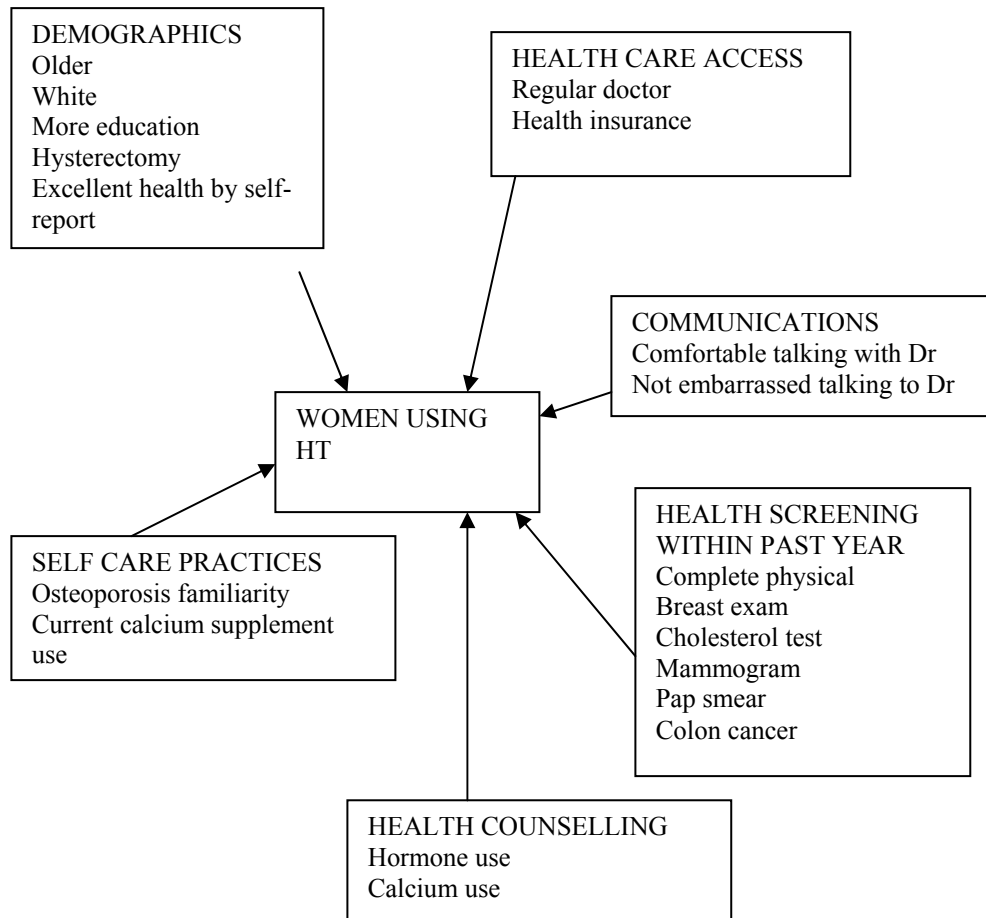 DEMOGRAPHICS
Older
White
More education
Hysterectomy
Excellent health by self-
report
HEALTH CARE ACCESS
Regular doctor
Health insurance
COMMUNICATIONS
Comfortable talking with Dr
Not embarrassed talking to Dr
WOMEN USING
HT
SELF CARE PRACTICES
Osteoporosis familiarity
Current calcium supplement
use
HEALTH SCREENING
WITHIN PAST YEAR
Complete physical
Breast exam
Cholesterol test
Mammogram
Pap smear
Colon cancer
HEALTH COUNSELLING
Hormone use
Calcium use